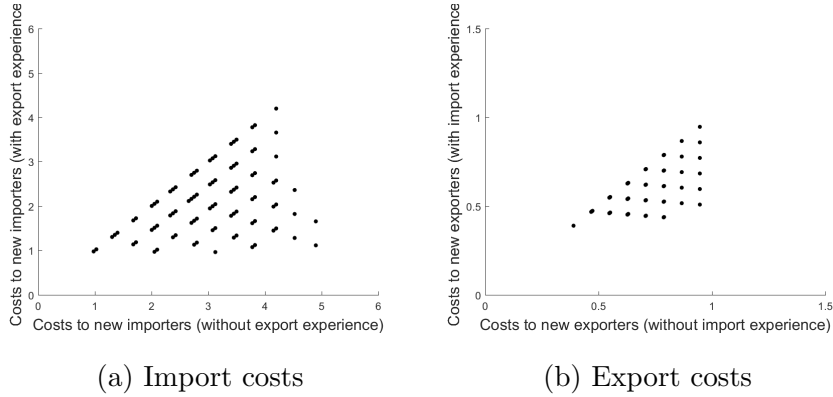 Costs to new importers (with export experience)
6
5
4
3
2
1
0
0 1 2 3 4 5 6
Costs to new importers (without export experience)
(a) Import costs
Costs to new exporters (with import experience)
1.5
1
0.5
0
0 0.5 1 1.5
Costs to new exporters (without import experience)
(b) Export costs